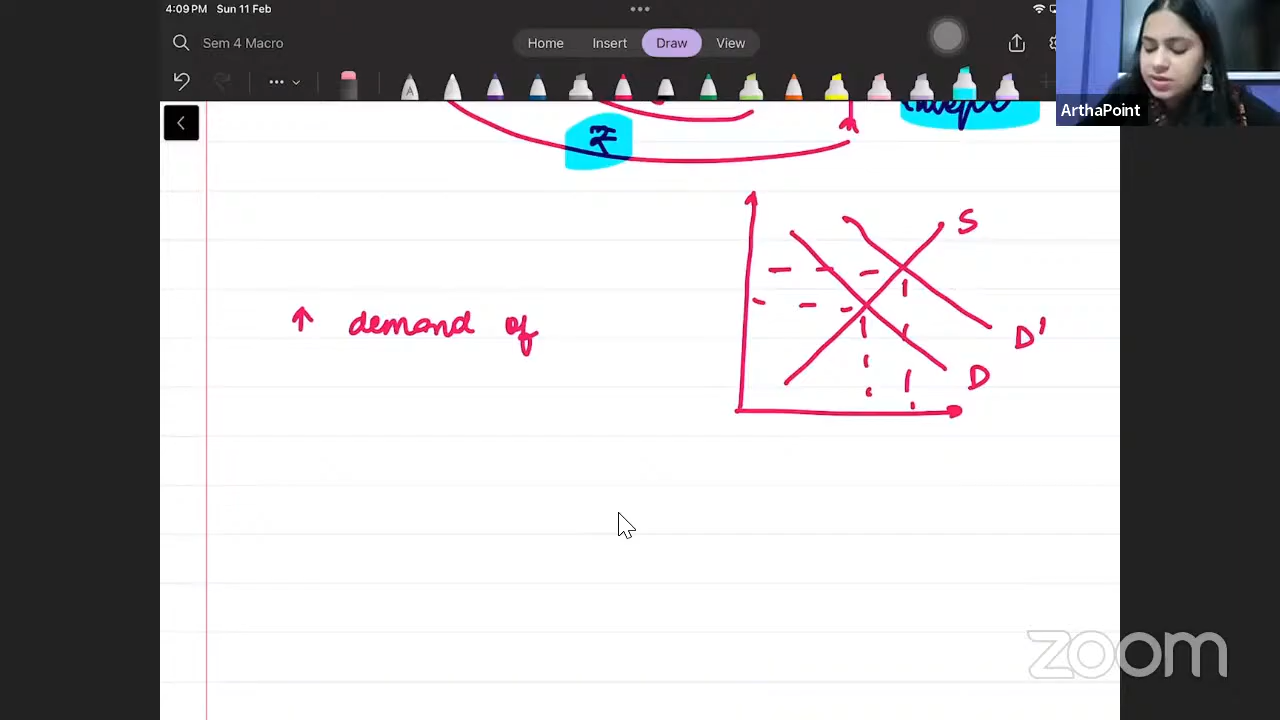 4:09 PM Sun 11 Feb
Sem 4 Macro
Home Insert Draw View
A
ArthaPoint
₹
S
↑ demand of
D'
D
zoom